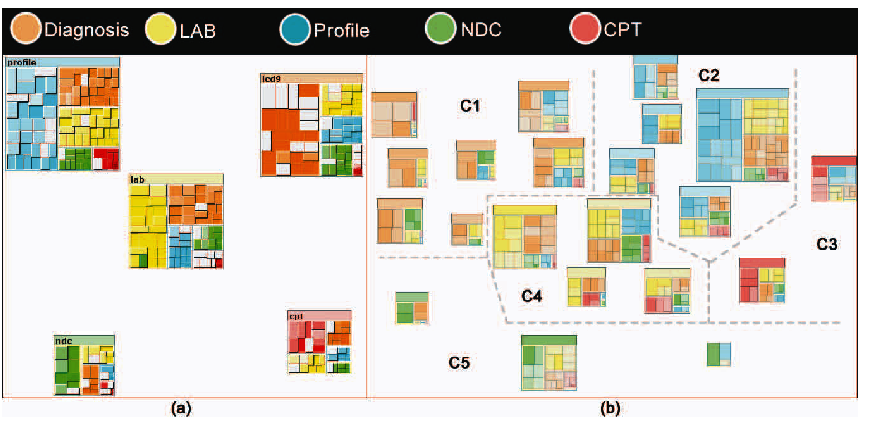 Diagnosis LAB Profile NDC CPT
profile
icd9
lab
ndc
cpt
C1
C2
C3
C4
C5
(a) (b)